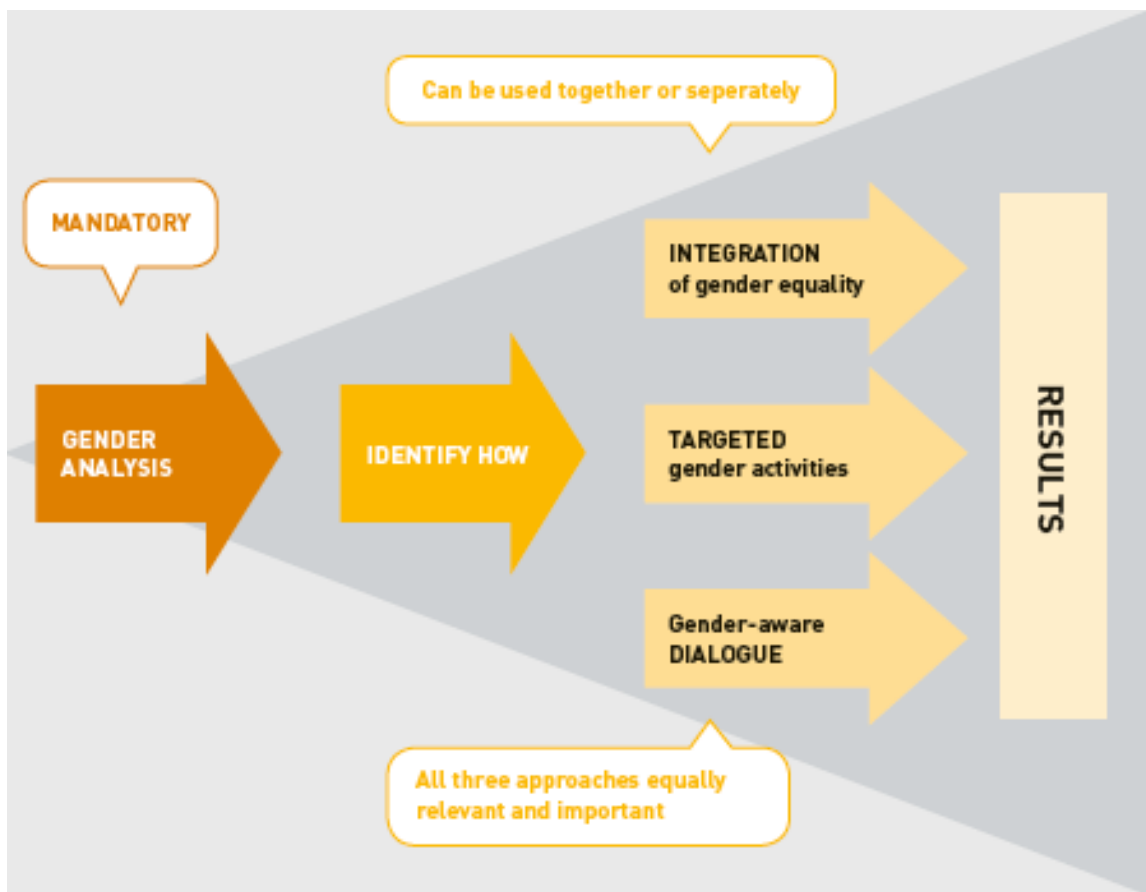 Can be used together or seperately
MANDATORY
GENDER
ANALYSIS
IDENTIFY HOW
INTEGRATION
of gender equality
TARGETED
gender activities
Gender-aware
DIALOGUE
RESULTS
All three approaches equally
relevant and important